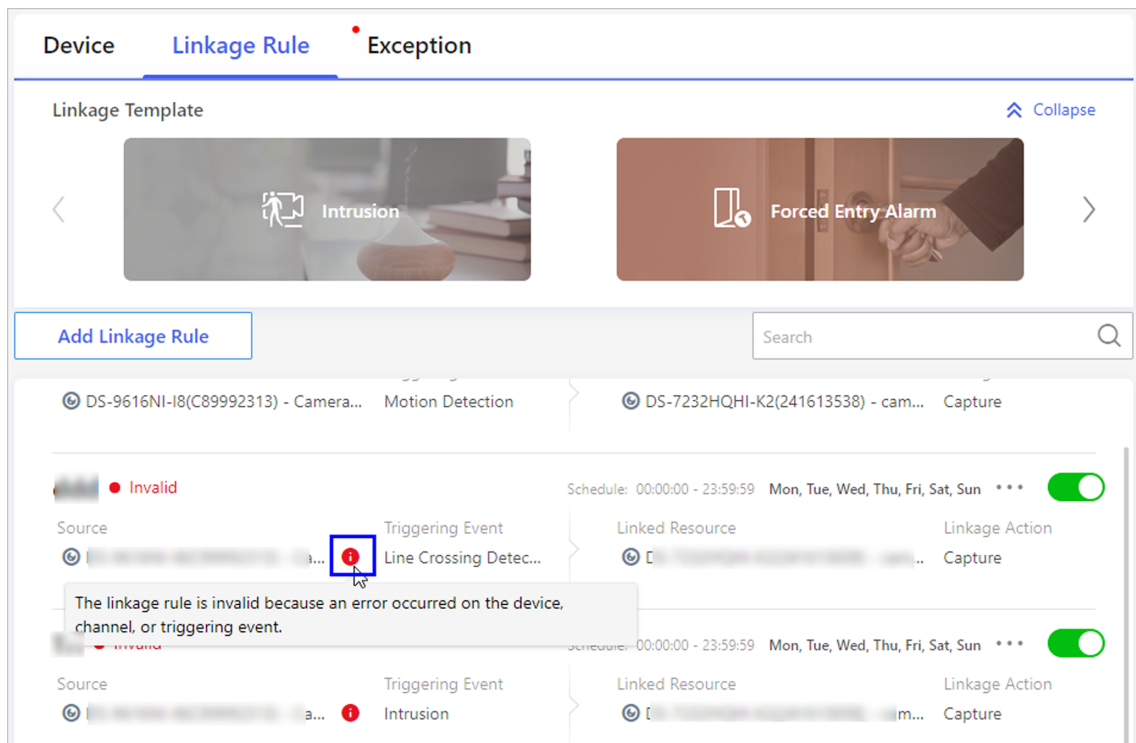 Device Linkage Rule Exception
Linkage Template Collapse
Intrusion Forced Entry Alarm
Add Linkage Rule Search
DS-9616NI-I8(C89992313) - Camera... Motion Detection DS-7232HQHI-K2(241613538) - cam... Capture
Invalid Schedule: 00:00:00 - 23:59:59 Mon, Tue, Wed, Thu, Fri, Sat, Sun
Source Triggering Event Linked Resource Linkage Action
Line Crossing Detec... Capture
The linkage rule is invalid because an error occurred on the device,
channel, or triggering event.
Invalid Schedule: 00:00:00 - 23:59:59 Mon, Tue, Wed, Thu, Fri, Sat, Sun
Source Triggering Event Linked Resource Linkage Action
Intrusion Capture